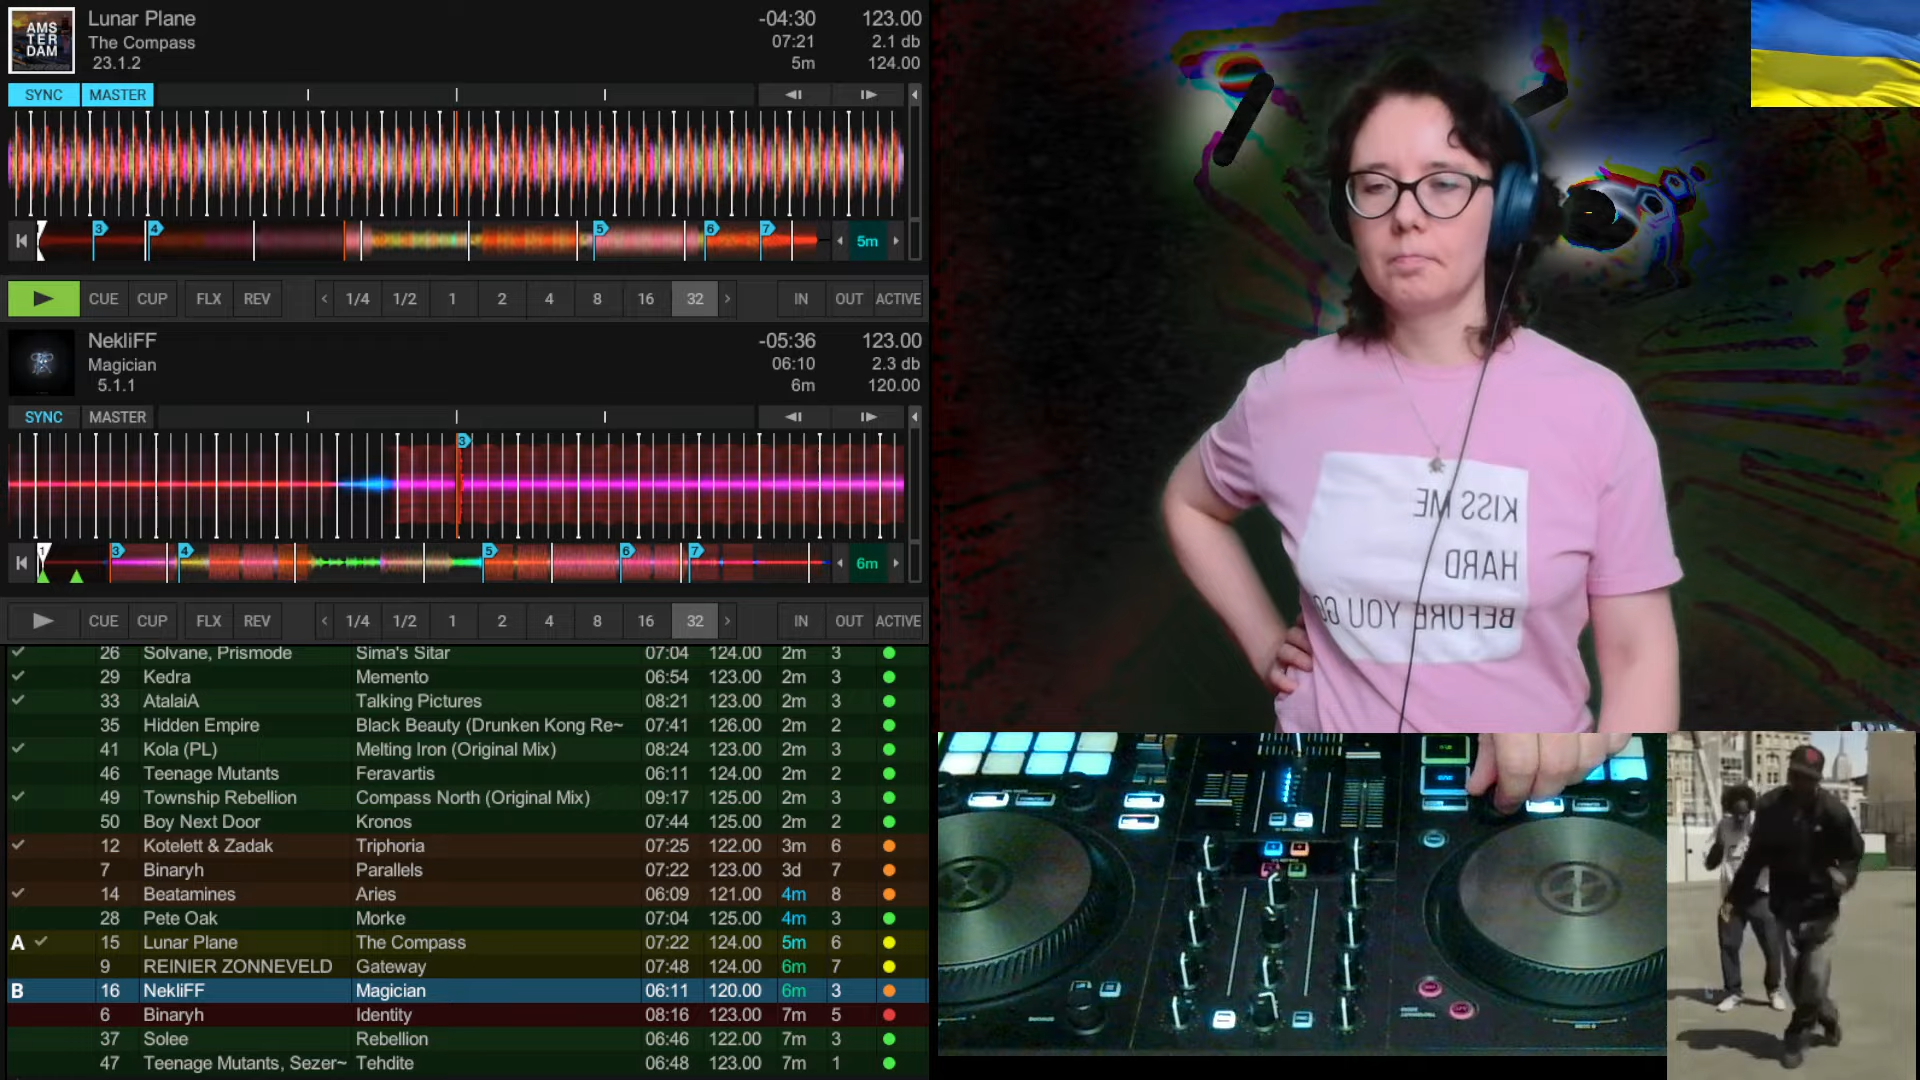 AMS
TER
DAM
Lunar Plane
The Compass
23.1.2
-04:30
07:21
5m
123.00
2.1 db
124.00
SYNC MASTER
3 4 5 6 7
5m
CUE CUP FLX REV 1/4 1/2 1 2 4 8 16 32 IN OUT ACTIVE
NekliFF
Magician
5.1.1
-05:36
06:10
6m
123.00
2.3 db
120.00
SYNC MASTER
3
1 3 4 5 6 7
6m
CUE CUP FLX REV 1/4 1/2 1 2 4 8 16 32 IN OUT ACTIVE
26 Solvane, Prismode Sima's Sitar 07:04 124.00 2m 3
29 Kedra Memento 06:54 123.00 2m 3
33 AtalaiA Talking Pictures 08:21 123.00 2m 3
35 Hidden Empire Black Beauty (Drunken Kong Re~ 07:41 126.00 2m 2
41 Kola (PL) Melting Iron (Original Mix) 08:24 123.00 2m 3
46 Teenage Mutants Feravartis 06:11 124.00 2m 2
49 Township Rebellion Compass North (Original Mix) 09:17 125.00 2m 3
50 Boy Next Door Kronos 07:44 125.00 2m 2
12 Kotelett & Zadak Triphoria 07:25 122.00 3m 6
7 Binaryh Parallels 07:22 123.00 3d 7
14 Beatamines Aries 06:09 121.00 4m 8
28 Pete Oak Morke 07:04 125.00 4m 3
A 15 Lunar Plane The Compass 07:22 124.00 5m 6
9 REINIER ZONNEVELD Gateway 07:48 124.00 6m 7
B 16 NekliFF Magician 06:11 120.00 6m 3
6 Binaryh Identity 08:16 123.00 7m 5
37 Solee Rebellion 06:46 122.00 7m 3
47 Teenage Mutants, Sezer~ Tehdite 06:48 123.00 7m 1
KISS ME
HARD
BEFORE YOU GO